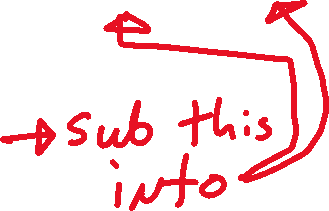 → sub this
into